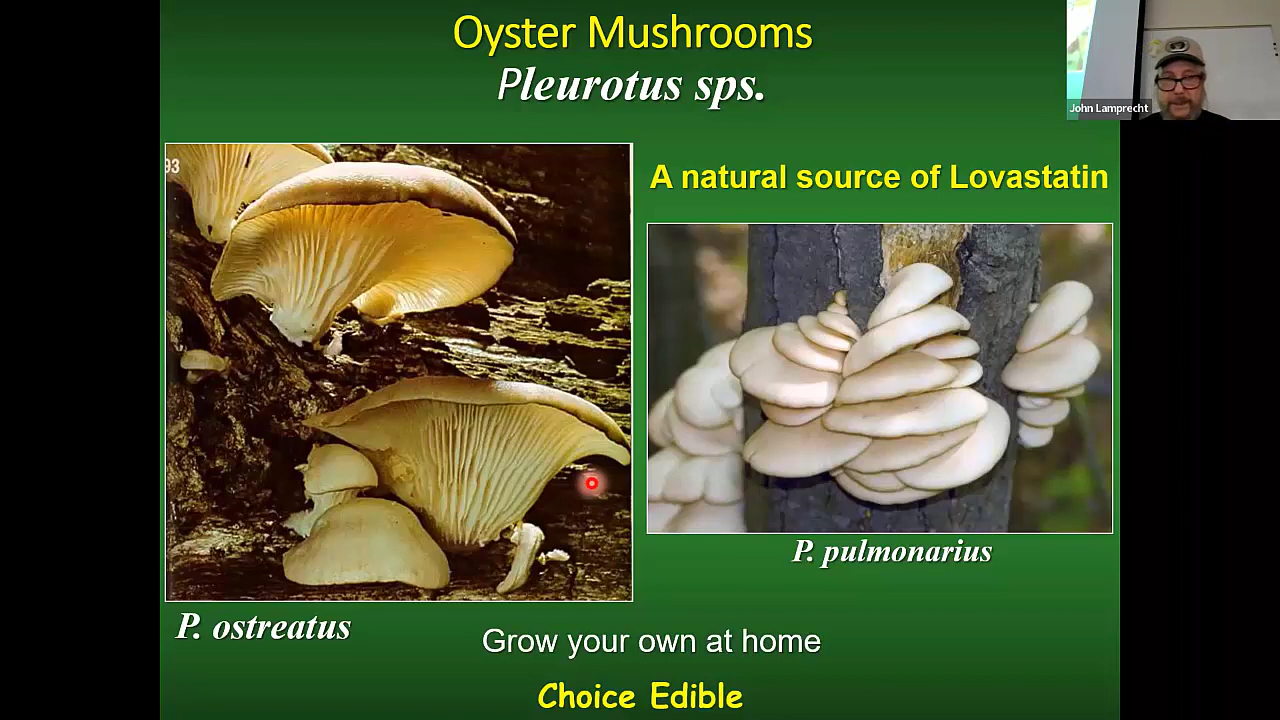 Oyster Mushrooms
Pleurotus sps.
John Lamprecht
93
A natural source of Lovastatin
P. pulmonarius
P. ostreatus
Grow your own at home
Choice Edible